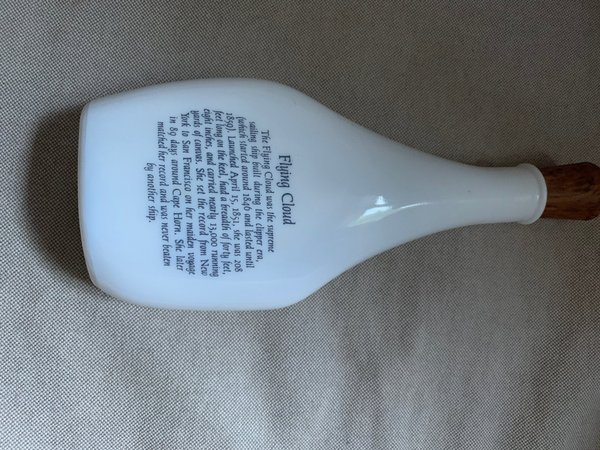 Flying Cloud
The Flying Cloud was the supreme
sailing ship built during the clipper era,
(which started around 1846 and lasted until
1859). Launched April 15, 1851, she was 208
feet long on the keel, had a breadth of forty feet,
eight inches, and carried nearly 13,000 running
yards of canvas. She set the record from New
York to San Francisco on her maiden voyage
in 89 days around Cape Horn. She later
matched her record and was never beaten
by another ship.